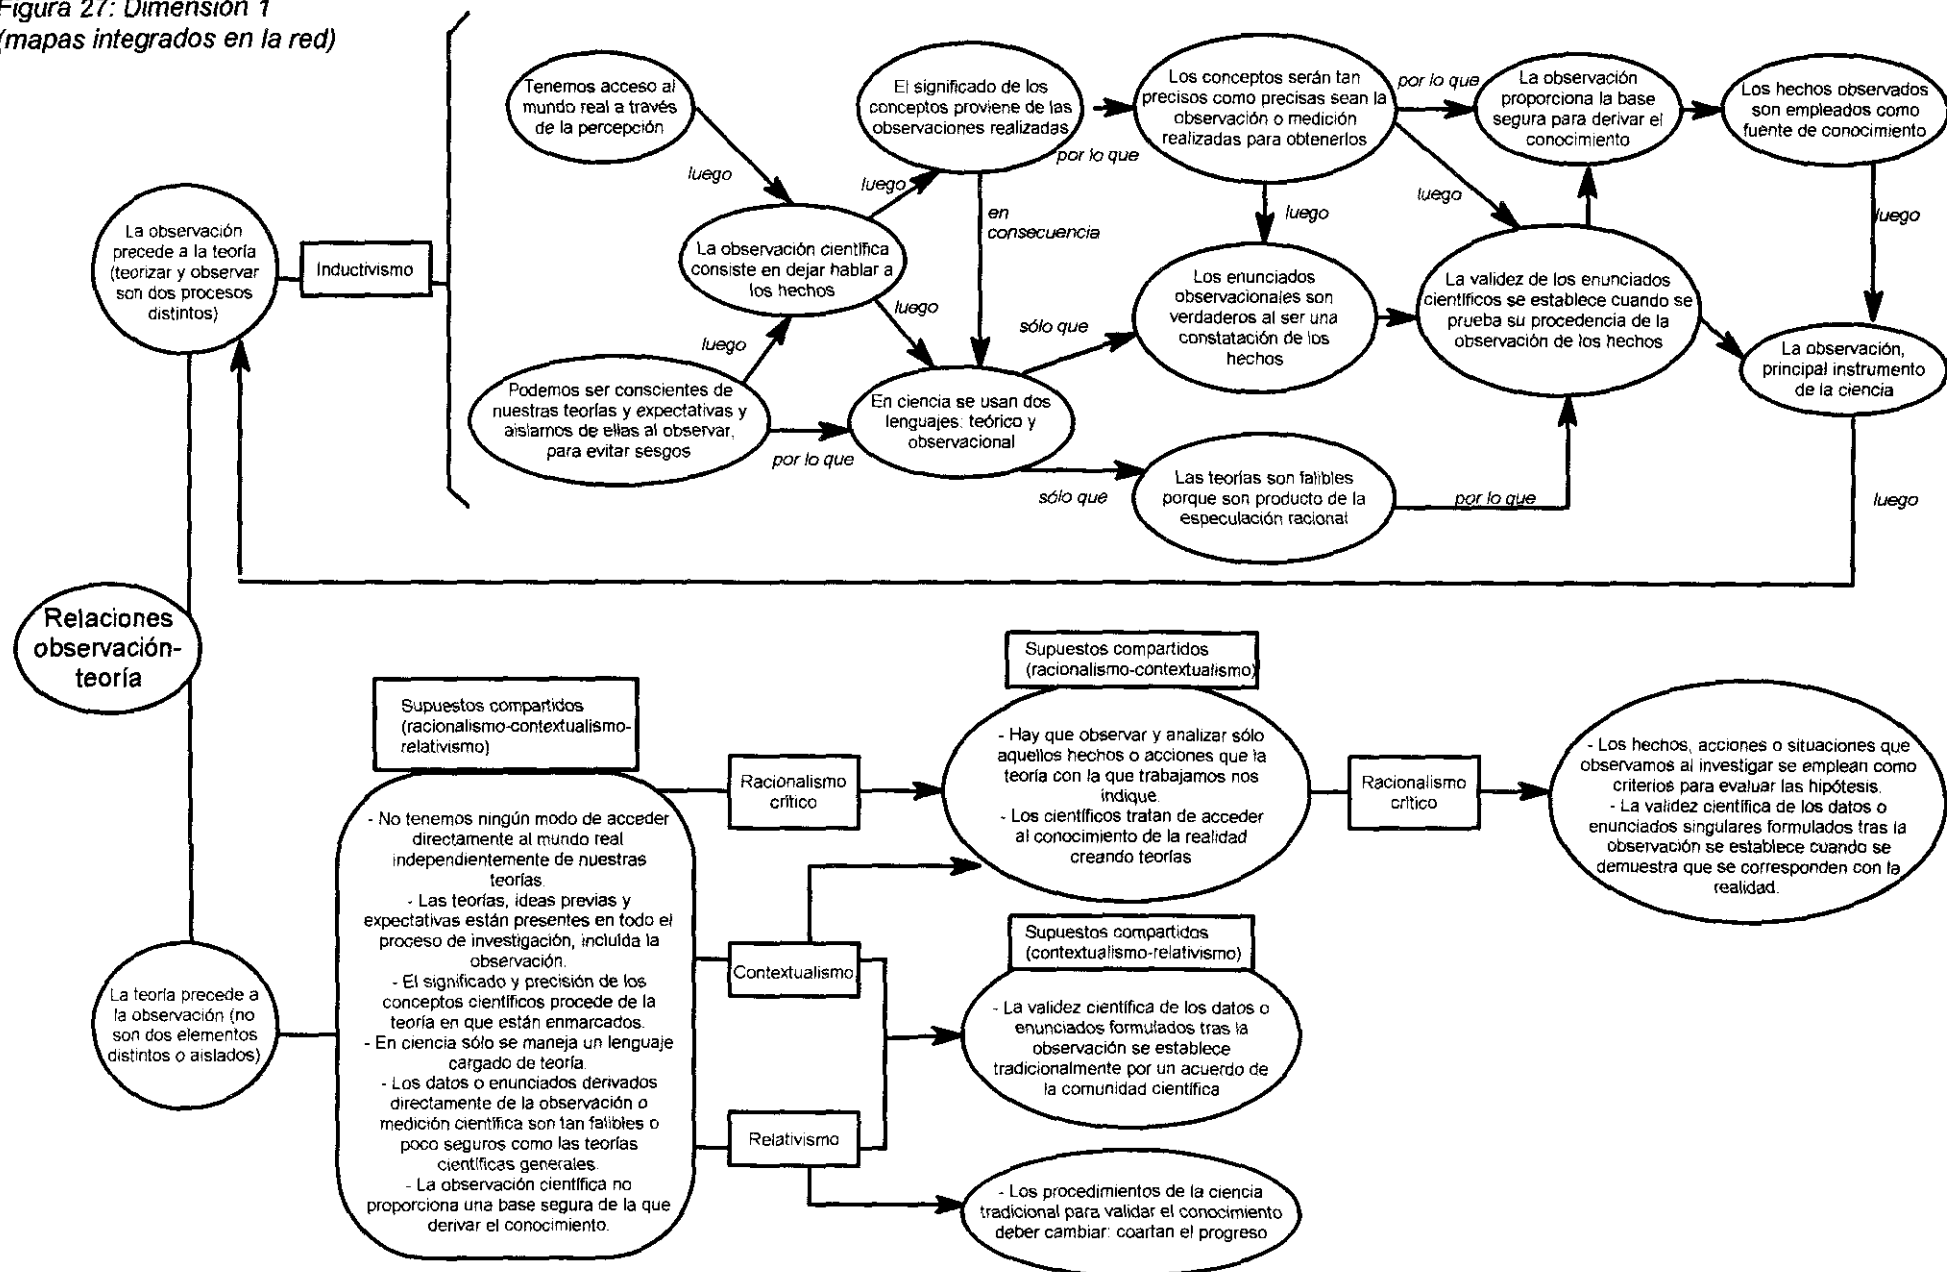 Figura 27: Dimensión 1
(mapas integrados en la red)
Tenemos acceso al
mundo real a través
de la percepción
El significado de los
conceptos proviene de las
observaciones realizadas
Los conceptos serán tan
precisos como precisas sean la
observación o medición
realizadas para obtenerlos
por lo que
La observación
proporciona la base
segura para derivar el
conocimiento
Los hechos observados
son empleados como
fuente de conocimiento
por lo que
luego
luego
luego
luego
luego
en
consecuencia
La observación
precede a la teoría
(teorizar y observar
son dos procesos
distintos)
Inductivismo
La observación científica
consiste en dejar hablar a
los hechos
Los enunciados
observacionales son
verdaderos al ser una
constatación de los
hechos
La validez de los enunciados
científicos se establece cuando se
prueba su procedencia de la
observación de los hechos
luego
sólo que
luego
La observación,
principal instrumento
de la ciencia
Podemos ser conscientes de
nuestras teorías y expectativas y
aislarnos de ellas al observar,
para evitar sesgos
por lo que
En ciencia se usan dos
lenguajes: teórico y
observacional
sólo que
Las teorías son falibles
porque son producto de la
especulación racional
por lo que
luego
Relaciones
observación-
teoría
Supuestos compartidos
(racionalismo-contextualismo-
relativismo)
Supuestos compartidos
(racionalismo-contextualismo)
Racionalismo
crítico
- Hay que observar y analizar sólo
aquellos hechos o acciones que la
teoría con la que trabajamos nos
indique.
- Los científicos tratan de acceder
al conocimiento de la realidad
creando teorías
Racionalismo
crítico
- Los hechos, acciones o situaciones que
observamos al investigar se emplean como
criterios para evaluar las hipótesis.
- La validez científica de los datos o
enunciados singulares formulados tras la
observación se establece cuando se
demuestra que se corresponden con la
realidad.
La teoría precede a
la observación (no
son dos elementos
distintos o aislados)
- No tenemos ningún modo de acceder
directamente al mundo real
independientemente de nuestras
teorías.
- Las teorías, ideas previas y
expectativas están presentes en todo el
proceso de investigación, incluída la
observación.
- El significado y precisión de los
conceptos científicos procede de la
teoría en que están enmarcados.
- En ciencia sólo se maneja un lenguaje
cargado de teoría.
- Los datos o enunciados derivados
directamente de la observación o
medición científica son tan falibles o
poco seguros como las teorías
científicas generales.
- La observación científica no
proporciona una base segura de la que
derivar el conocimiento.
Contextualismo
Supuestos compartidos
(contextualismo-relativismo)
- La validez científica de los datos o
enunciados formulados tras la
observación se establece
tradicionalmente por un acuerdo de
la comunidad científica
Relativismo
- Los procedimientos de la ciencia
tradicional para validar el conocimiento
deber cambiar: coartan el progreso